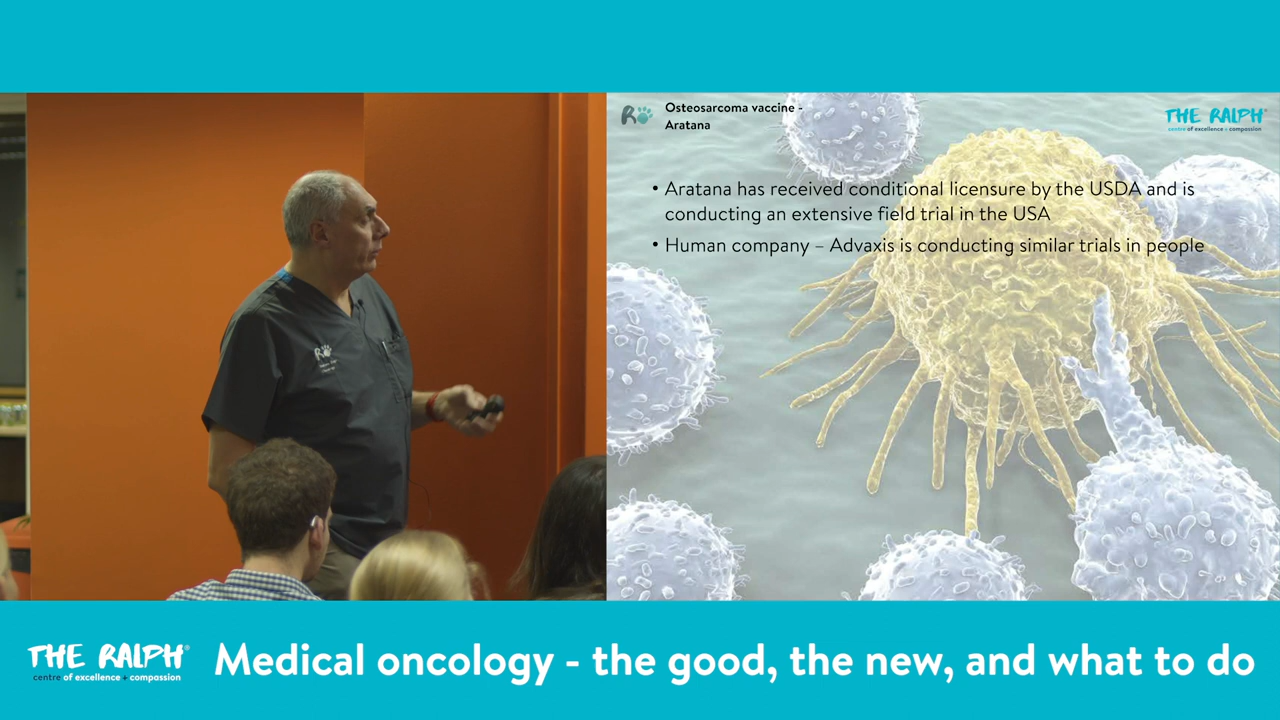 Osteosarcoma vaccine -
Aratana
THE RALPH®
centre of excellence + compassion
• Aratana has received conditional licensure by the USDA and is
conducting an extensive field trial in the USA
• Human company – Advaxis is conducting similar trials in people
THE RALPH®
centre of excellence + compassion
Medical oncology - the good, the new, and what to do